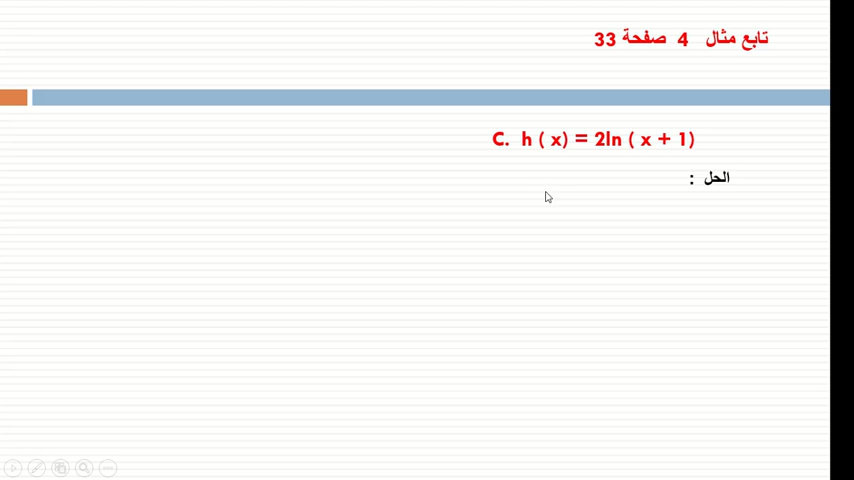 تابع مثال 4 صفحة 33
C. h ( x) = 2ln ( x + 1)
الحل :